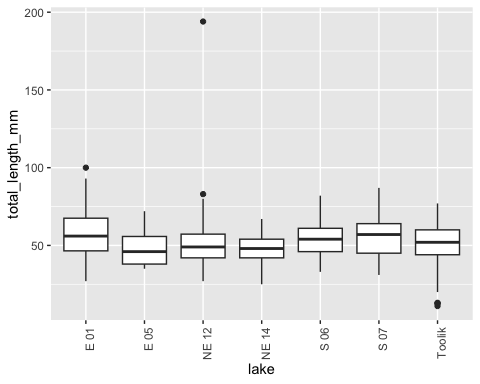 200
150
100
50
total_length_mm
E 01
E 05
NE 12
NE 14
S 06
S 07
Toolik
lake